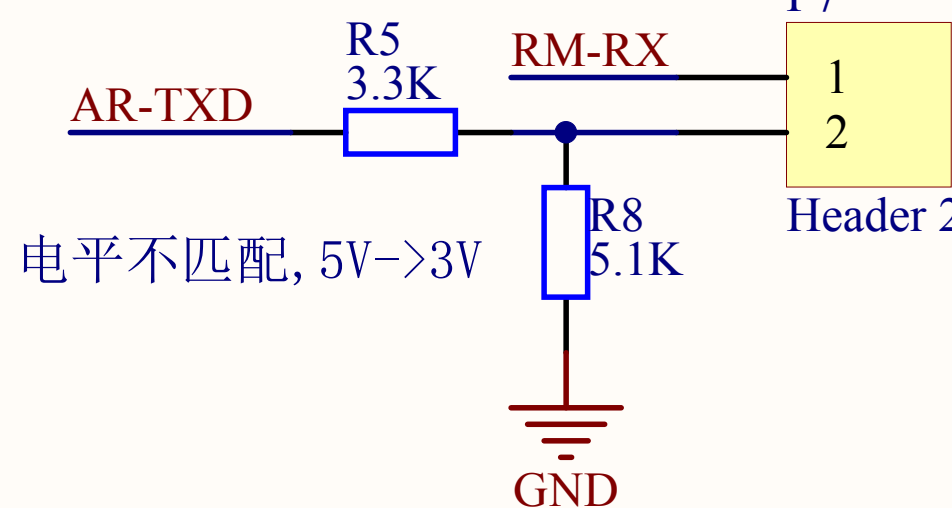 R5
3.3K
RM-RX
AR-TXD
1
2
R8
5.1K
Header 2
电平不匹配, 5V->3V
GND